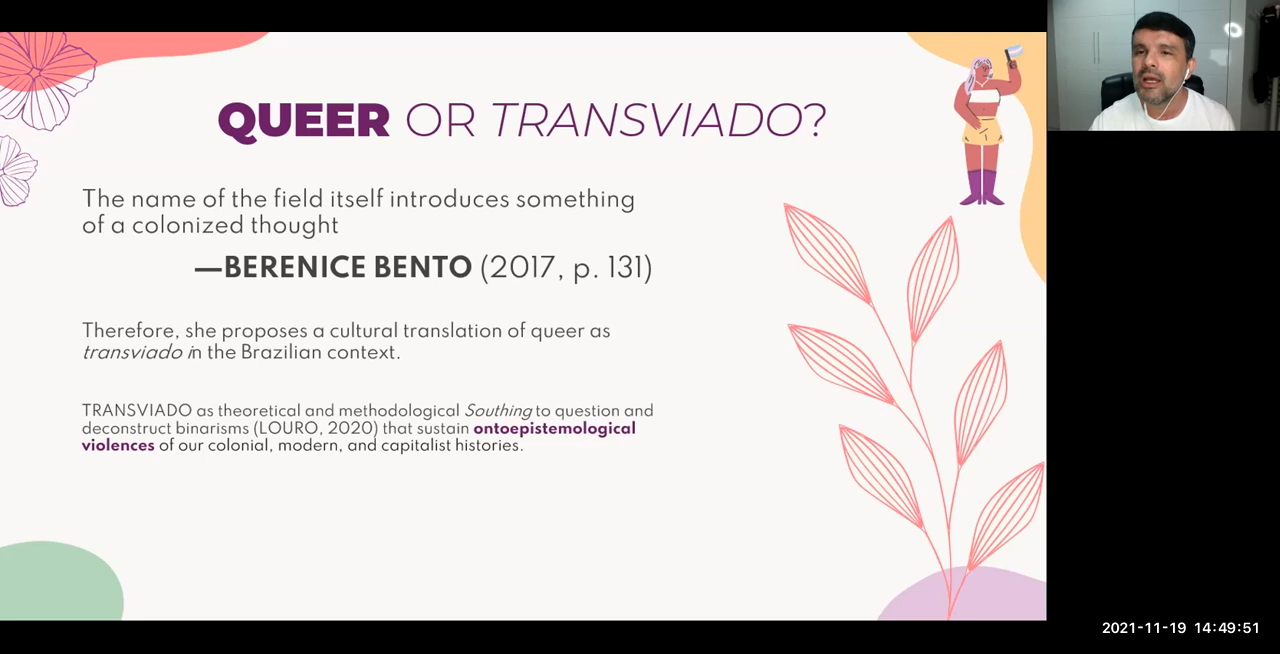 QUEER OR TRANSVIADO?
The name of the field itself introduces something
of a colonized thought
—BERENICE BENTO (2017, p. 131)
Therefore, she proposes a cultural translation of queer as
transviado in the Brazilian context.
TRANSVIADO as theoretical and methodological Southing to question and
deconstruct binarisms (LOURO, 2020) that sustain ontoepistemological
violences of our colonial, modern, and capitalist histories.
2021-11-19 14:49:51